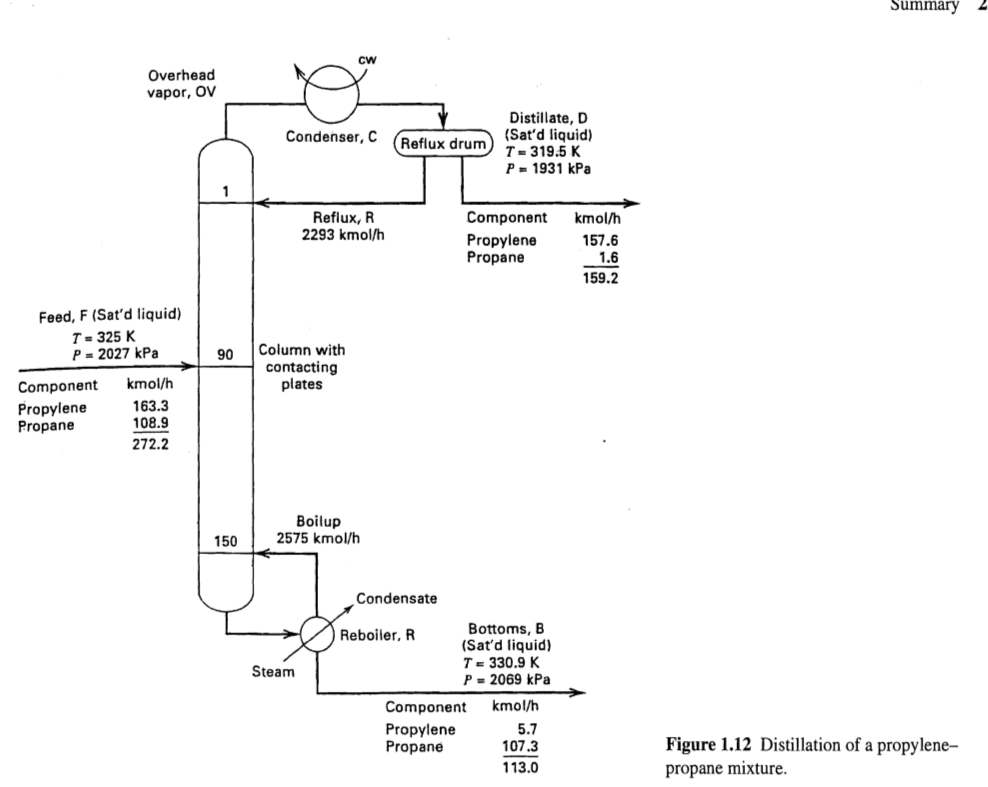 Summary 2
cw
Overhead
vapor, OV
Condenser, C
Reflux drum
Distillate, D
(Sat'd liquid)
T = 319.5 K
P = 1931 kPa
1
Reflux, R
2293 kmol/h
Component kmol/h
Propylene 157.6
Propane 1.6
159.2
Feed, F (Sat'd liquid)
T = 325 K
P = 2027 kPa
90
Column with
contacting
plates
Component kmol/h
Propylene 163.3
Propane 108.9
272.2
Boilup
2575 kmol/h
150
Condensate
Reboiler, R
Steam
Bottoms, B
(Sat'd liquid)
T = 330.9 K
P = 2069 kPa
Component kmol/h
Propylene 5.7
Propane 107.3
113.0
Figure 1.12 Distillation of a propylene–
propane mixture.